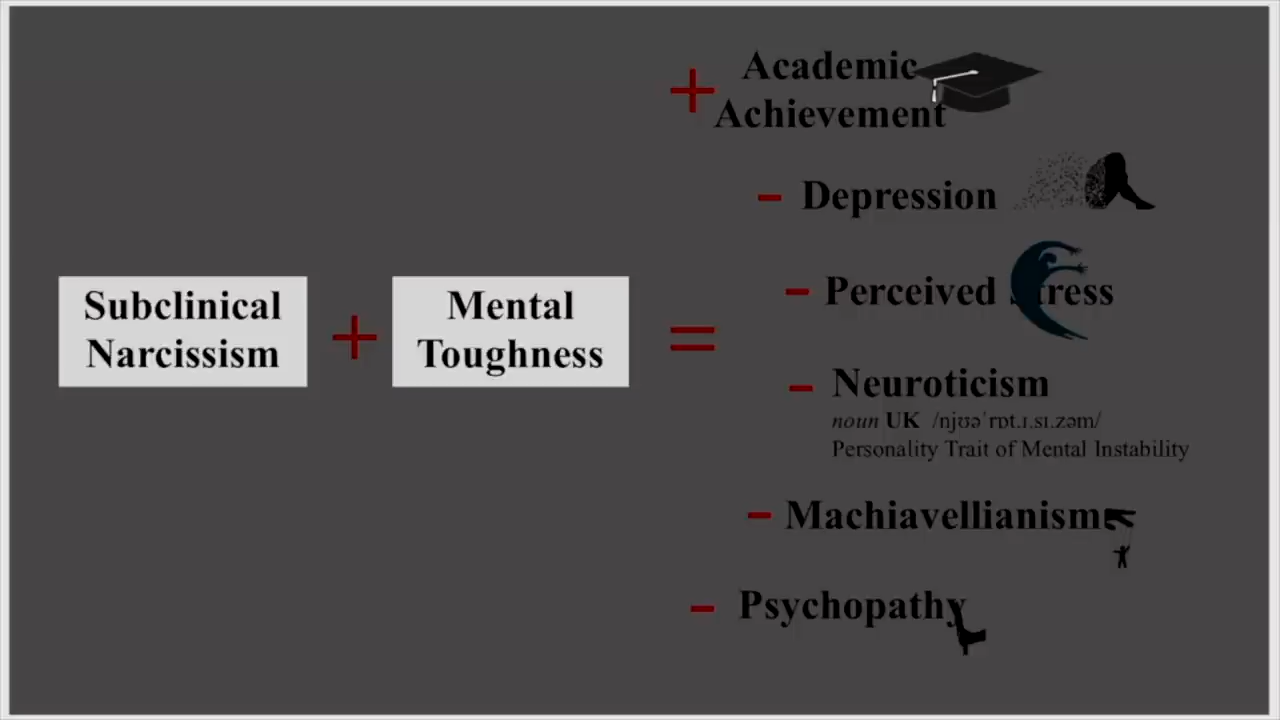 + Academic
Achievement
- Depression
Subclinical
Narcissism
+
Mental
Toughness
=
- Perceived Stress
- Neuroticism
noun UK /njʊəˈrɒt.ɪ.sɪ.zəm/
Personality Trait of Mental Instability
- Machiavellianism
- Psychopathy